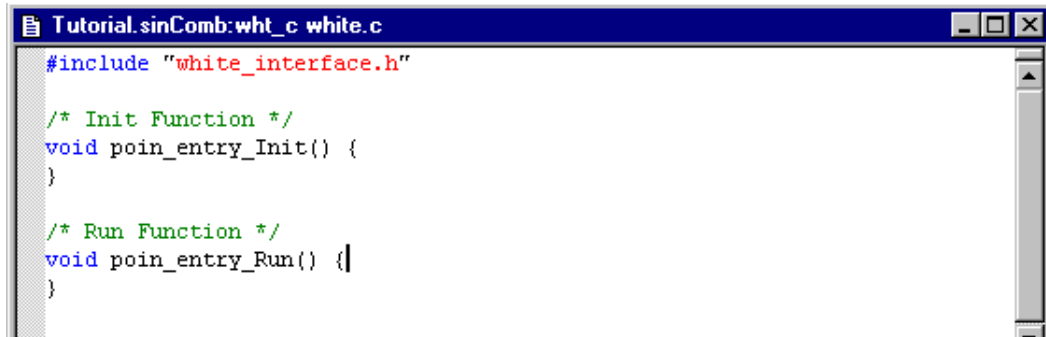 Tutorial.sinComb:wht_c white.c
#include "white_interface.h"
/* Init Function */
void poin_entry_Init() {
}
/* Run Function */
void poin_entry_Run() {
}